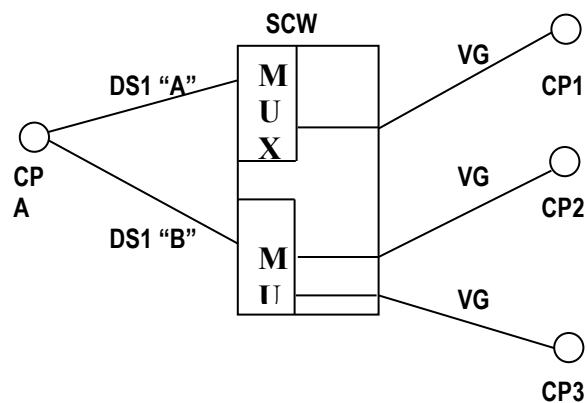 SCW
DS1 “A”
M
U
X
VG
CP1
CP
A
DS1 “B”
M
U
VG
CP2
VG
CP3